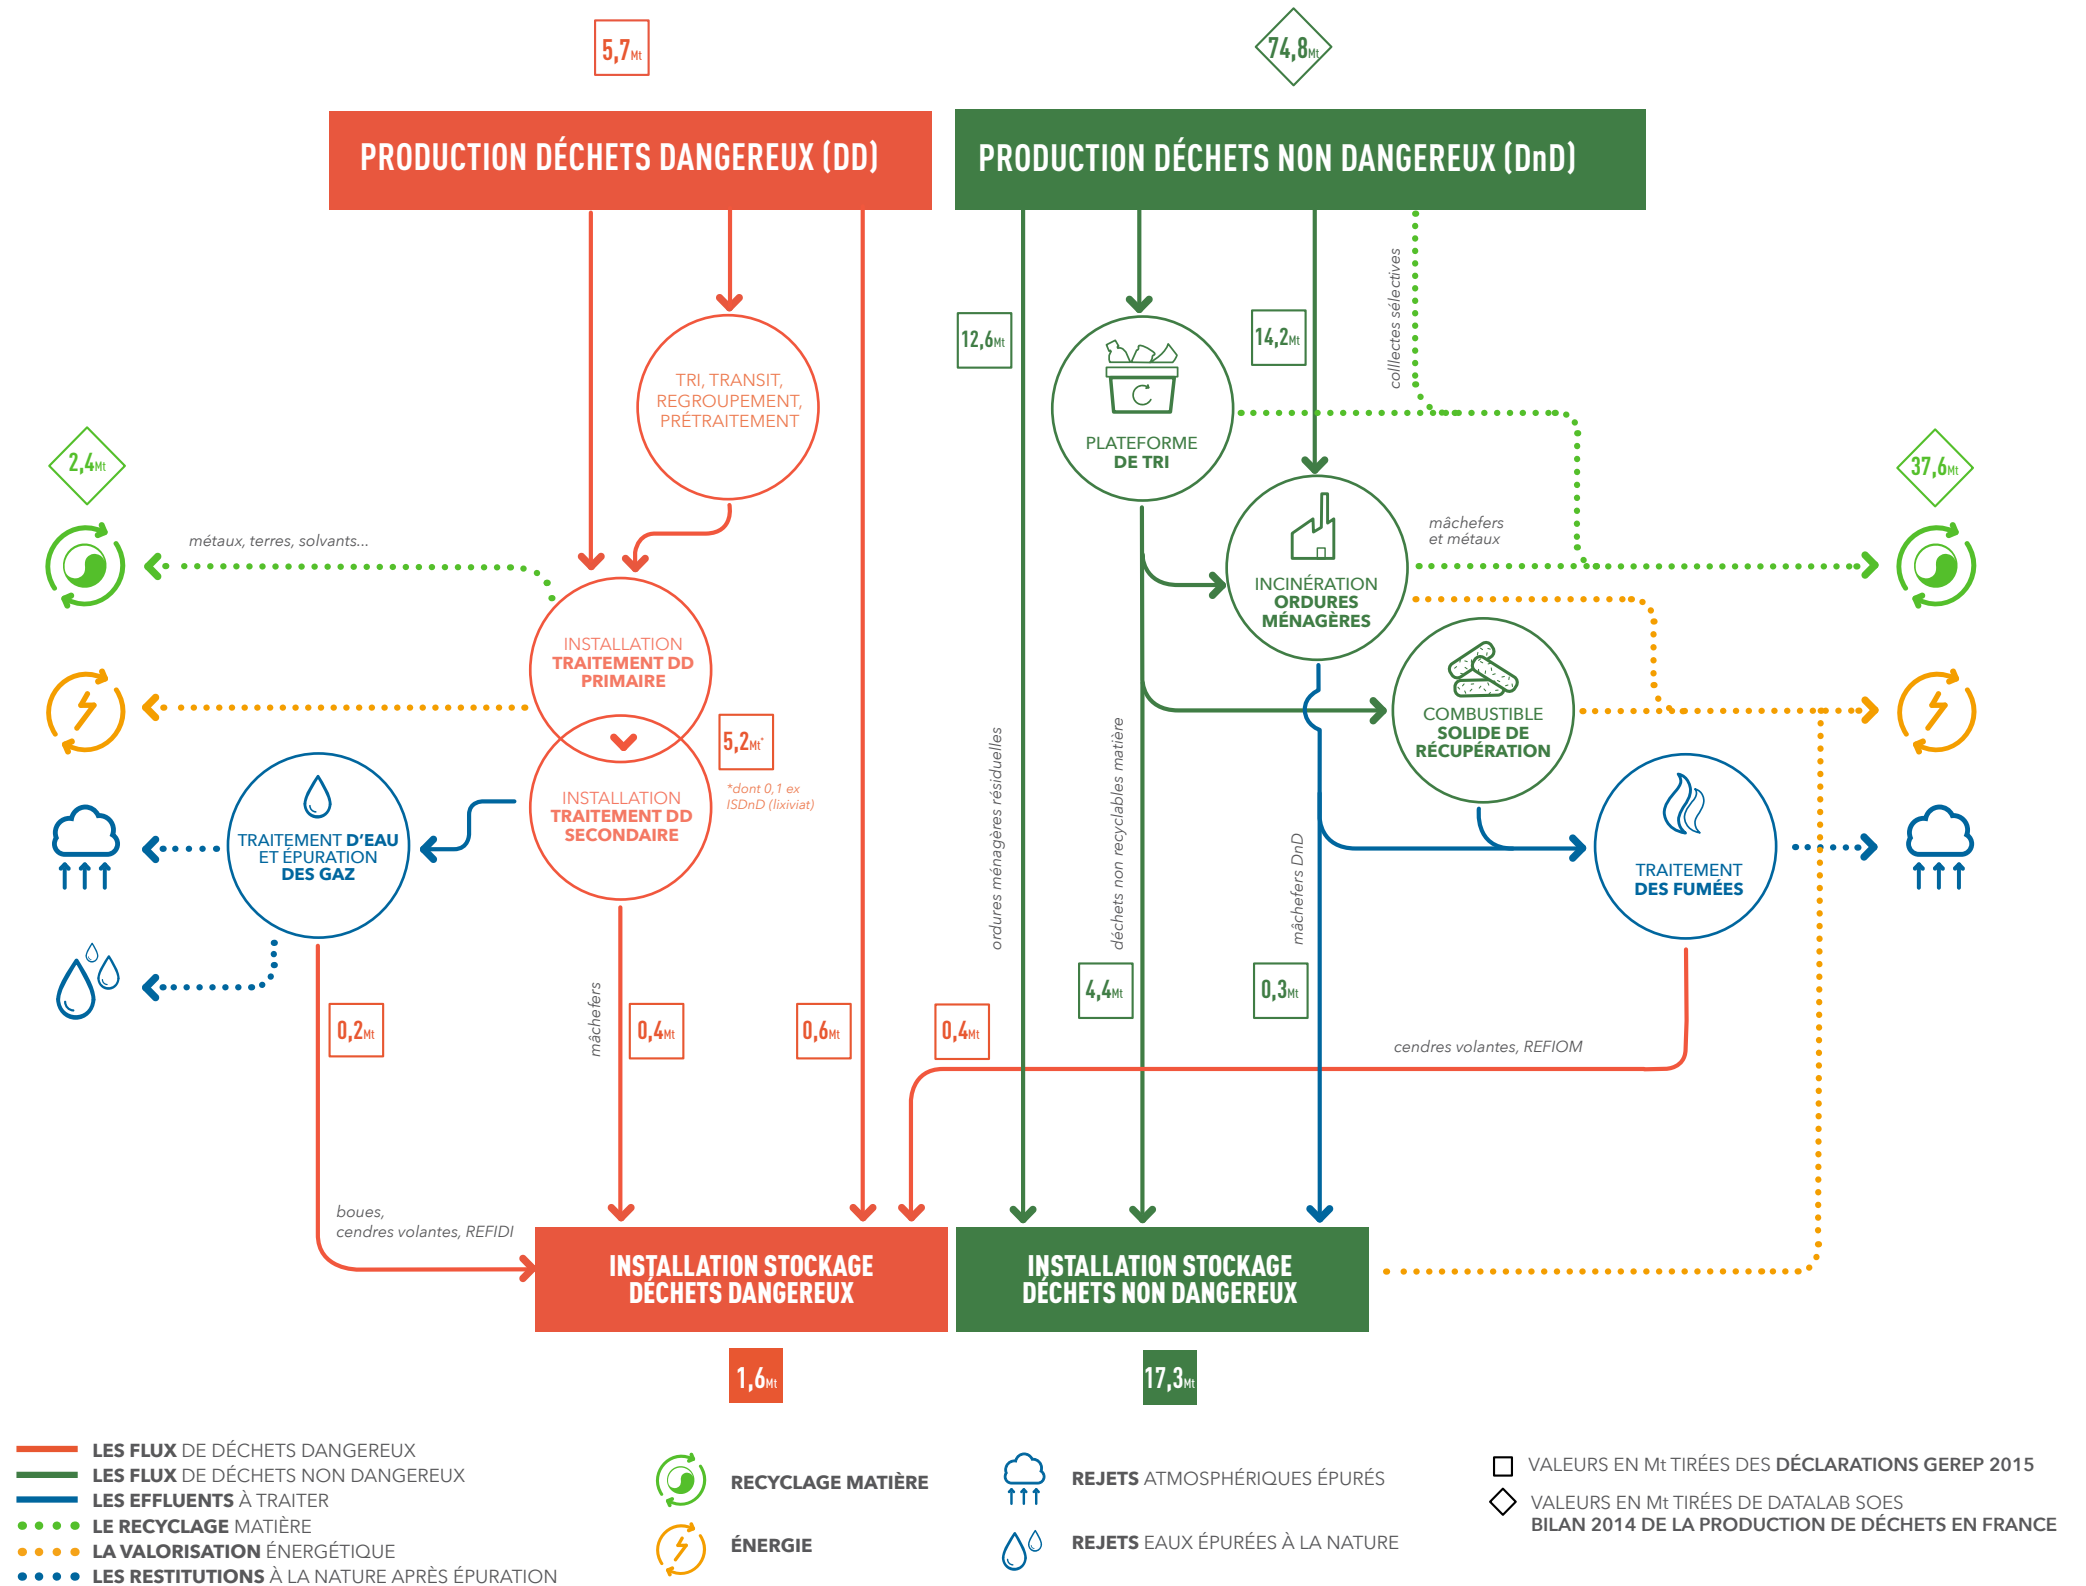 5,7Mt
74,8Mt
PRODUCTION DÉCHETS DANGEREUX (DD)
PRODUCTION DÉCHETS NON DANGEREUX (DnD)
collectes sélectives
12,6Mt
14,2Mt
TRI, TRANSIT,
REGROUPEMENT,
PRÉTRAITEMENT
PLATEFORME
DE TRI
2,4Mt
37,6Mt
métaux, terres, solvants...
mâchefers
et métaux
INCINÉRATION
ORDURES
MÉNAGÈRES
INSTALLATION
TRAITEMENT DD
PRIMAIRE
COMBUSTIBLE
SOLIDE DE
RÉCUPÉRATION
5,2Mt*
*dont 0,1 ex
ISDnD (lixiviat)
INSTALLATION
TRAITEMENT DD
SECONDAIRE
TRAITEMENT D'EAU
ET ÉPURATION
DES GAZ
TRAITEMENT
DES FUMÉES
ordures ménagères résiduelles
déchets non recyclables matière
mâchefers DnD
mâchefers
4,4Mt
0,3Mt
0,2Mt
0,4Mt
0,6Mt
0,4Mt
cendres volantes, REFIOM
boues,
cendres volantes, REFIDI
INSTALLATION STOCKAGE
DÉCHETS DANGEREUX
INSTALLATION STOCKAGE
DÉCHETS NON DANGEREUX
1,6Mt
17,3Mt
LES FLUX DE DÉCHETS DANGEREUX
LES FLUX DE DÉCHETS NON DANGEREUX
LES EFFLUENTS À TRAITER
LE RECYCLAGE MATIÈRE
LA VALORISATION ÉNERGÉTIQUE
LES RESTITUTIONS À LA NATURE APRÈS ÉPURATION
RECYCLAGE MATIÈRE
ÉNERGIE
REJETS ATMOSPHÉRIQUES ÉPURÉS
REJETS EAUX ÉPURÉES À LA NATURE
VALEURS EN Mt TIRÉES DES DÉCLARATIONS GEREP 2015
VALEURS EN Mt TIRÉES DE DATALAB SOES
BILAN 2014 DE LA PRODUCTION DE DÉCHETS EN FRANCE